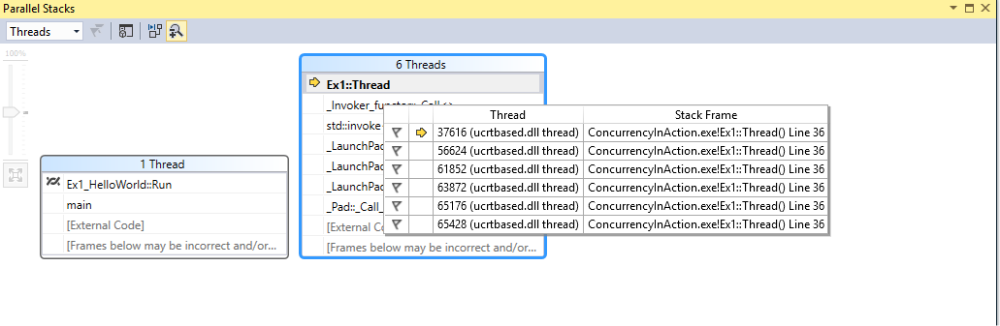 Parallel Stacks
Threads
100%
6 Threads
Ex1::Thread
_Invoker_functor::_Call<>
std::invoke
_LaunchPad
_LaunchPad
_LaunchPad
_Pad::_Call_
[External Code]
[Frames below may be incorrect and/or...
Thread Stack Frame
37616 (ucrtbased.dll thread) ConcurrencyInAction.exe!Ex1::Thread() Line 36
56624 (ucrtbased.dll thread) ConcurrencyInAction.exe!Ex1::Thread() Line 36
61852 (ucrtbased.dll thread) ConcurrencyInAction.exe!Ex1::Thread() Line 36
63872 (ucrtbased.dll thread) ConcurrencyInAction.exe!Ex1::Thread() Line 36
65176 (ucrtbased.dll thread) ConcurrencyInAction.exe!Ex1::Thread() Line 36
65428 (ucrtbased.dll thread) ConcurrencyInAction.exe!Ex1::Thread() Line 36
1 Thread
Ex1_HelloWorld::Run
main
[External Code]
[Frames below may be incorrect and/or...